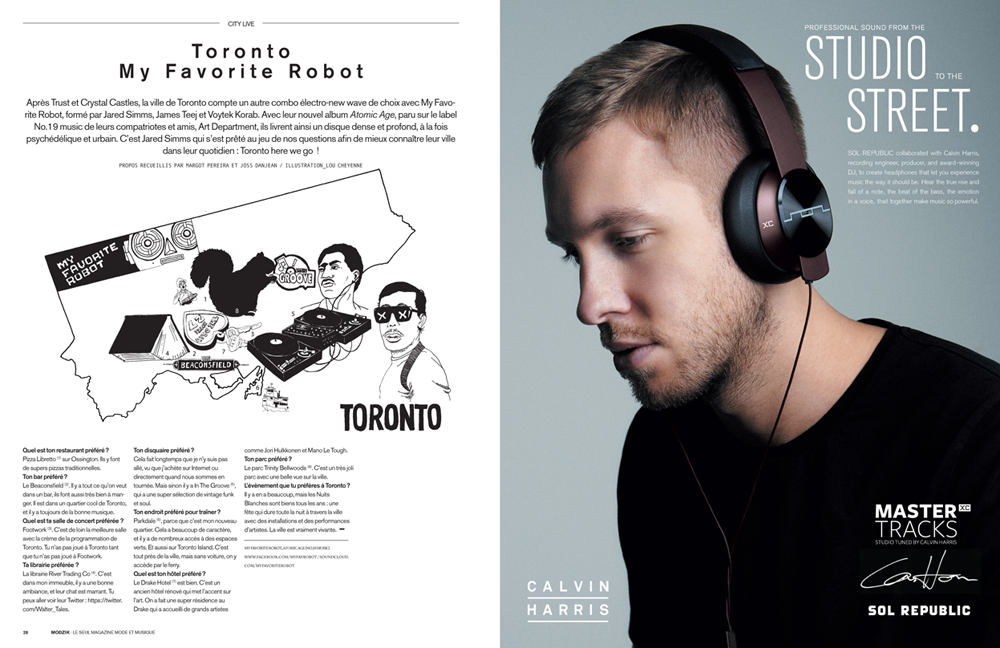 CITY LIVE
Toronto
My Favorite Robot
Après Trust et Crystal Castles, la ville de Toronto compte un autre combo électro-new wave de choix avec My Favo-
rite Robot, formé par Jared Simms, James Teej et Voytek Korab. Avec leur nouvel album Atomic Age, paru sur le label
No.19 music de leurs compatriotes et amis, Art Department, ils livrent ainsi un disque dense et profond, à la fois
psychédélique et urbain. C'est Jared Simms qui s'est prêté au jeu de nos questions afin de mieux connaître leur ville
dans leur quotidien : Toronto here we go !
PROPOS RECUEILLIS PAR MARGOT PEREIRA ET JOSS DANJEAN / ILLUSTRATION_LOU CHEYENNE
MY
FAVORITE
ROBOT
GROOVE
1
8
5
4
2
7
3
6
BEACONSFIELD
TORONTO
Quel est ton restaurant préféré ?
Pizza Libretto (1) sur Ossington. Ils y font
de supers pizzas traditionnelles.
Ton bar préféré ?
Le Beaconsfield (2). Il y a tout ce qu'on veut
dans un bar, ils font aussi très bien à man-
ger. Il est dans un quartier cool de Toronto,
et il y a toujours de la bonne musique.
Quel est ta salle de concert préférée ?
Footwork (3). C'est de loin la meilleure salle
avec la crème de la programmation de
Toronto. Tu n'as pas joué à Toronto tant
que tu n'as pas joué à Footwork.
Ta librairie préférée ?
La librairie River Trading Co (4). C'est
dans mon immeuble, il y a une bonne
ambiance, et leur chat est marrant. Tu
peux aller voir leur Twitter : https://twitter.
com/Walter_Tales.
Ton disquaire préféré ?
Cela fait longtemps que je n'y suis pas
allé, vu que j'achète sur Internet ou
directement quand nous sommes en
tournée. Mais sinon il y a In The Groove (5),
qui a une super sélection de vintage funk
et soul.
Ton endroit préféré pour traîner ?
Parkdale (6), parce que c'est mon nouveau
quartier. Cela a beaucoup de caractère,
et il y a de nombreux accès à des espaces
verts. Et aussi sur Toronto Island. C'est
tout près de la ville, mais sans voiture, on y
accède par le ferry.
Quel est ton hôtel préféré ?
Le Drake Hotel (7) est bien. C'est un
ancien hôtel rénové qui met l'accent sur
l'art. On a fait une super résidence au
Drake qui a accueilli de grands artistes
comme Jori Hulkkonen et Mano Le Tough.
Ton parc préféré ?
Le parc Trinity Bellwoods (8). C'est un très joli
parc avec une belle vue sur la ville.
L'évènement que tu préfères à Toronto ?
Il y a en a beaucoup, mais les Nuits
Blanches sont biens tous les ans : une
fête qui dure toute la nuit à travers la ville
avec des installations et des performances
d'artistes. La ville est vraiment vivante.
WWW.FACEBOOK.COM/MYFAVROBOT / SOUNDCLOUD.
COM/MYFAVORITEROBOT
28 MODZIK - LE SEUL MAGAZINE MODE ET MUSIQUE
PROFESSIONAL SOUND FROM THE
STUDIO
TO THE
STREET.
SOL REPUBLIC collaborated with Calvin Harris,
recording engineer, producer, and award-winning
DJ, to create headphones that let you experience
music the way it should be. Hear the true rise and
fall of a note, the beat of the bass, the emotion
in a voice, that together make music so powerful.
XC
CALVIN
HARRIS
MASTER XC
TRACKS
STUDIO TUNED BY CALVIN HARRIS
SOL REPUBLIC